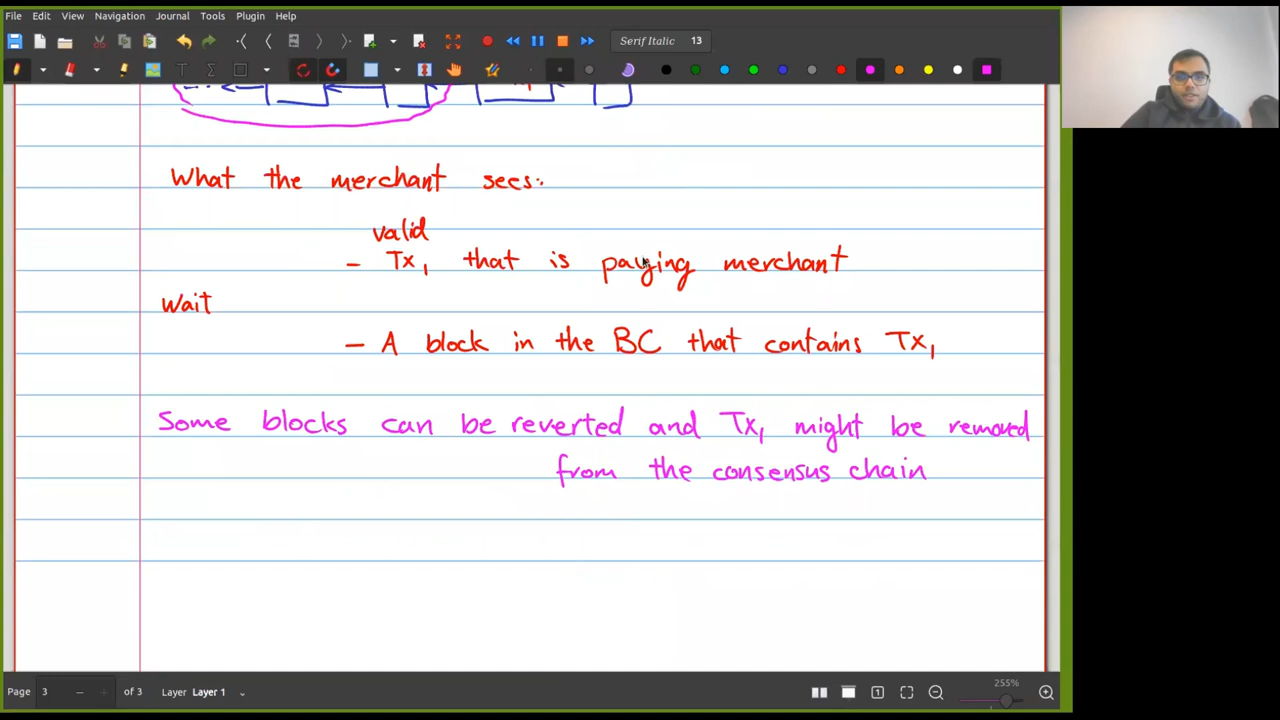 File Edit View Navigation Journal Tools Plugin Help
Serif Italic 13
What the merchant sees:
valid
- Tx1 that is paying merchant
Wait
- A block in the BC that contains Tx1
Some blocks can be reverted and Tx1 might be removed
from the consensus chain
Page 3 of 3 Layer Layer 1
255%